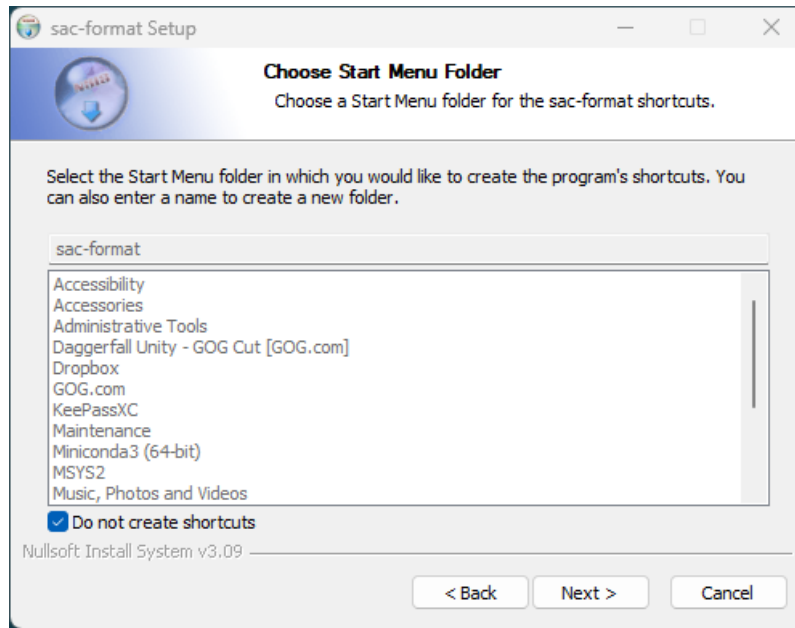 sac-format Setup
Choose Start Menu Folder
Choose a Start Menu folder for the sac-format shortcuts.
Select the Start Menu folder in which you would like to create the program's shortcuts. You
can also enter a name to create a new folder.
sac-format
Accessibility
Accessories
Administrative Tools
Daggerfall Unity - GOG Cut [GOG.com]
Dropbox
GOG.com
KeePassXC
Maintenance
Miniconda3 (64-bit)
MSYS2
Music, Photos and Videos
Do not create shortcuts
Nullsoft Install System v3.09
< Back
Next >
Cancel